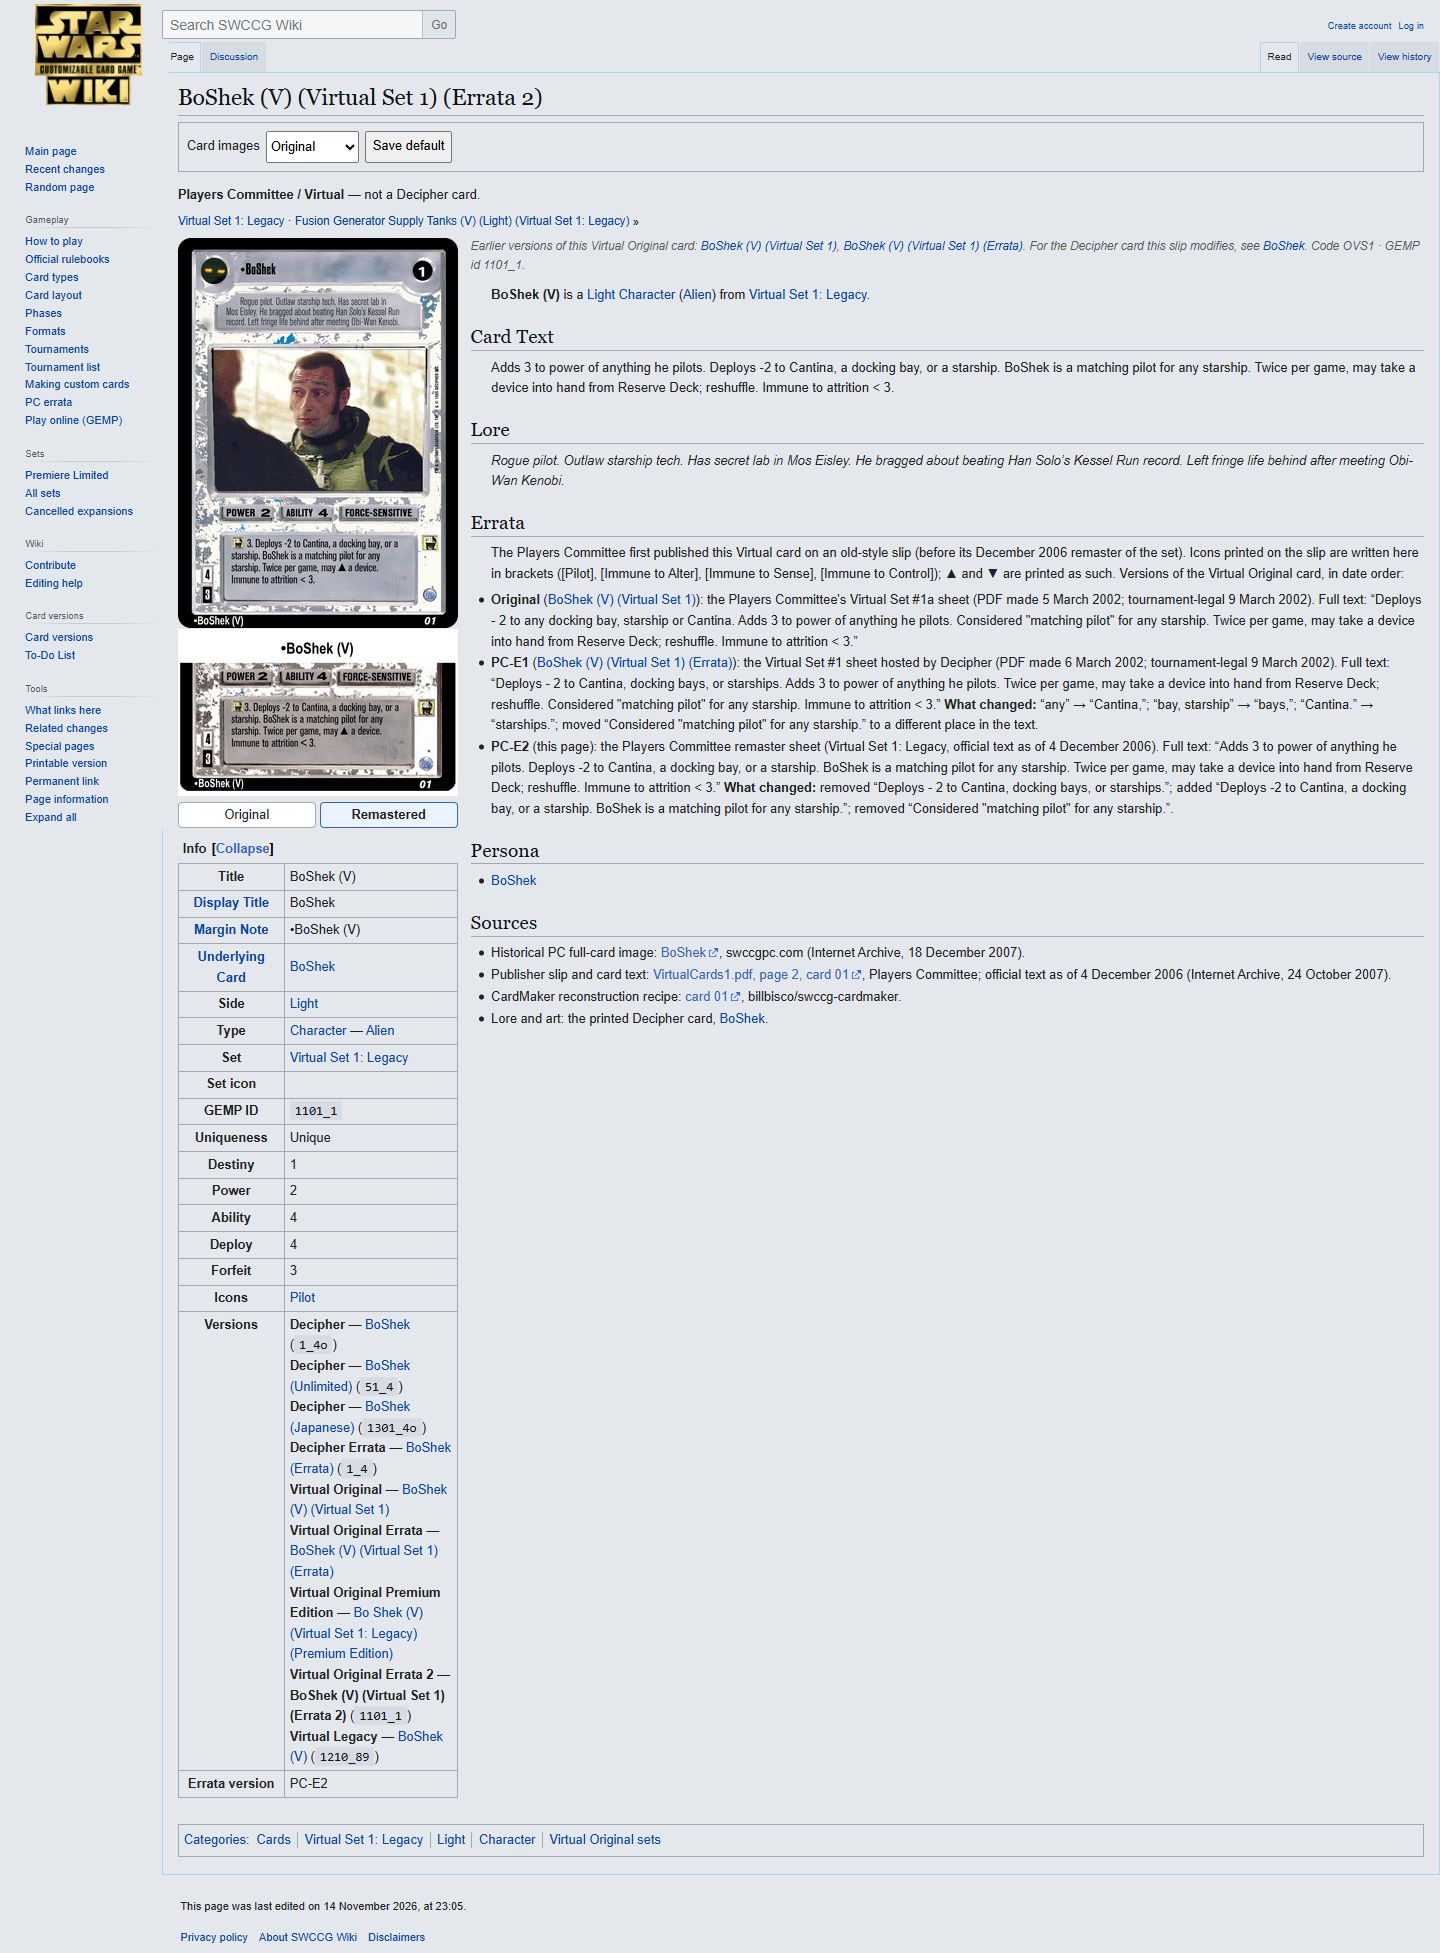 STAR WARS
CUSTOMIZABLE CARD GAME
WIKI
Search SWCCG Wiki
Go
Create account Log in
Page Discussion
Read View source View history
BoShek (V) (Virtual Set 1) (Errata 2)
Card images Original Save default
Main page
Recent changes
Random page
Gameplay
How to play
Official rulebooks
Card types
Card layout
Phases
Formats
Tournaments
Tournament list
Making custom cards
PC errata
Play online (GEMP)
Sets
Premiere Limited
All sets
Cancelled expansions
Wiki
Contribute
Editing help
Card versions
Card versions
To-Do List
Tools
What links here
Related changes
Special pages
Printable version
Permanent link
Page information
Expand all
Players Committee / Virtual — not a Decipher card.
Virtual Set 1: Legacy · Fusion Generator Supply Tanks (V) (Light) (Virtual Set 1: Legacy) »
•BoShek
1
Rogue pilot. Outlaw starship tech. Has secret lab in
Mos Eisley. He bragged about beating Han Solo's Kessel Run
record. Left fringe life behind after meeting Obi-Wan Kenobi.
POWER 2 ABILITY 4 FORCE-SENSITIVE
3. Deploys -2 to Cantina, a docking bay, or a
starship. BoShek is a matching pilot for any
starship. Twice per game, may ▲ a device.
Immune to attrition < 3.
4
3
•BoShek (V) 01
•BoShek (V)
POWER 2 ABILITY 4 FORCE-SENSITIVE
3. Deploys -2 to Cantina, a docking bay, or a
starship. BoShek is a matching pilot for any
starship. Twice per game, may ▲ a device.
Immune to attrition < 3.
4
3
•BoShek (V) 01
Original Remastered
Info [Collapse]
Title BoShek (V)
Display Title BoShek
Margin Note •BoShek (V)
Underlying
Card BoShek
Side Light
Type Character — Alien
Set Virtual Set 1: Legacy
Set icon
GEMP ID 1101_1
Uniqueness Unique
Destiny 1
Power 2
Ability 4
Deploy 4
Forfeit 3
Icons Pilot
Versions Decipher — BoShek
( 1_4o )
Decipher — BoShek
(Unlimited) ( 51_4 )
Decipher — BoShek
(Japanese) ( 1301_4o )
Decipher Errata — BoShek
(Errata) ( 1_4 )
Virtual Original — BoShek
(V) (Virtual Set 1)
Virtual Original Errata —
BoShek (V) (Virtual Set 1)
(Errata)
Virtual Original Premium
Edition — Bo Shek (V)
(Virtual Set 1: Legacy)
(Premium Edition)
Virtual Original Errata 2 —
BoShek (V) (Virtual Set 1)
(Errata 2) ( 1101_1 )
Virtual Legacy — BoShek
(V) ( 1210_89 )
Errata version PC-E2
Earlier versions of this Virtual Original card: BoShek (V) (Virtual Set 1), BoShek (V) (Virtual Set 1) (Errata). For the Decipher card this slip modifies, see BoShek. Code OVS1 · GEMP
id 1101_1.
BoShek (V) is a Light Character (Alien) from Virtual Set 1: Legacy.
Card Text
Adds 3 to power of anything he pilots. Deploys -2 to Cantina, a docking bay, or a starship. BoShek is a matching pilot for any starship. Twice per game, may take a
device into hand from Reserve Deck; reshuffle. Immune to attrition < 3.
Lore
Rogue pilot. Outlaw starship tech. Has secret lab in Mos Eisley. He bragged about beating Han Solo's Kessel Run record. Left fringe life behind after meeting Obi-
Wan Kenobi.
Errata
The Players Committee first published this Virtual card on an old-style slip (before its December 2006 remaster of the set). Icons printed on the slip are written here
in brackets ([Pilot], [Immune to Alter], [Immune to Sense], [Immune to Control]); ▲ and ▼ are printed as such. Versions of the Virtual Original card, in date order:
• Original (BoShek (V) (Virtual Set 1)): the Players Committee's Virtual Set #1a sheet (PDF made 5 March 2002; tournament-legal 9 March 2002). Full text: “Deploys
- 2 to any docking bay, starship or Cantina. Adds 3 to power of anything he pilots. Considered "matching pilot" for any starship. Twice per game, may take a device
into hand from Reserve Deck; reshuffle. Immune to attrition < 3.”
• PC-E1 (BoShek (V) (Virtual Set 1) (Errata)): the Virtual Set #1 sheet hosted by Decipher (PDF made 6 March 2002; tournament-legal 9 March 2002). Full text:
“Deploys - 2 to Cantina, docking bays, or starships. Adds 3 to power of anything he pilots. Twice per game, may take a device into hand from Reserve Deck;
reshuffle. Considered "matching pilot" for any starship. Immune to attrition < 3.” What changed: “any” → “Cantina,”; “bay, starship” → “bays,”; “Cantina.” →
“starships.”; moved “Considered "matching pilot" for any starship.” to a different place in the text.
• PC-E2 (this page): the Players Committee remaster sheet (Virtual Set 1: Legacy, official text as of 4 December 2006). Full text: “Adds 3 to power of anything he
pilots. Deploys -2 to Cantina, a docking bay, or a starship. BoShek is a matching pilot for any starship. Twice per game, may take a device into hand from Reserve
Deck; reshuffle. Immune to attrition < 3.” What changed: removed “Deploys - 2 to Cantina, docking bays, or starships.”; added “Deploys -2 to Cantina, a docking
bay, or a starship. BoShek is a matching pilot for any starship.”; removed “Considered "matching pilot" for any starship.”.
Persona
• BoShek
Sources
• Historical PC full-card image: BoShek, swccgpc.com (Internet Archive, 18 December 2007).
• Publisher slip and card text: VirtualCards1.pdf, page 2, card 01, Players Committee; official text as of 4 December 2006 (Internet Archive, 24 October 2007).
• CardMaker reconstruction recipe: card 01, billbisco/swccg-cardmaker.
• Lore and art: the printed Decipher card, BoShek.
Categories: Cards Virtual Set 1: Legacy Light Character Virtual Original sets
This page was last edited on 14 November 2026, at 23:05.
Privacy policy About SWCCG Wiki Disclaimers